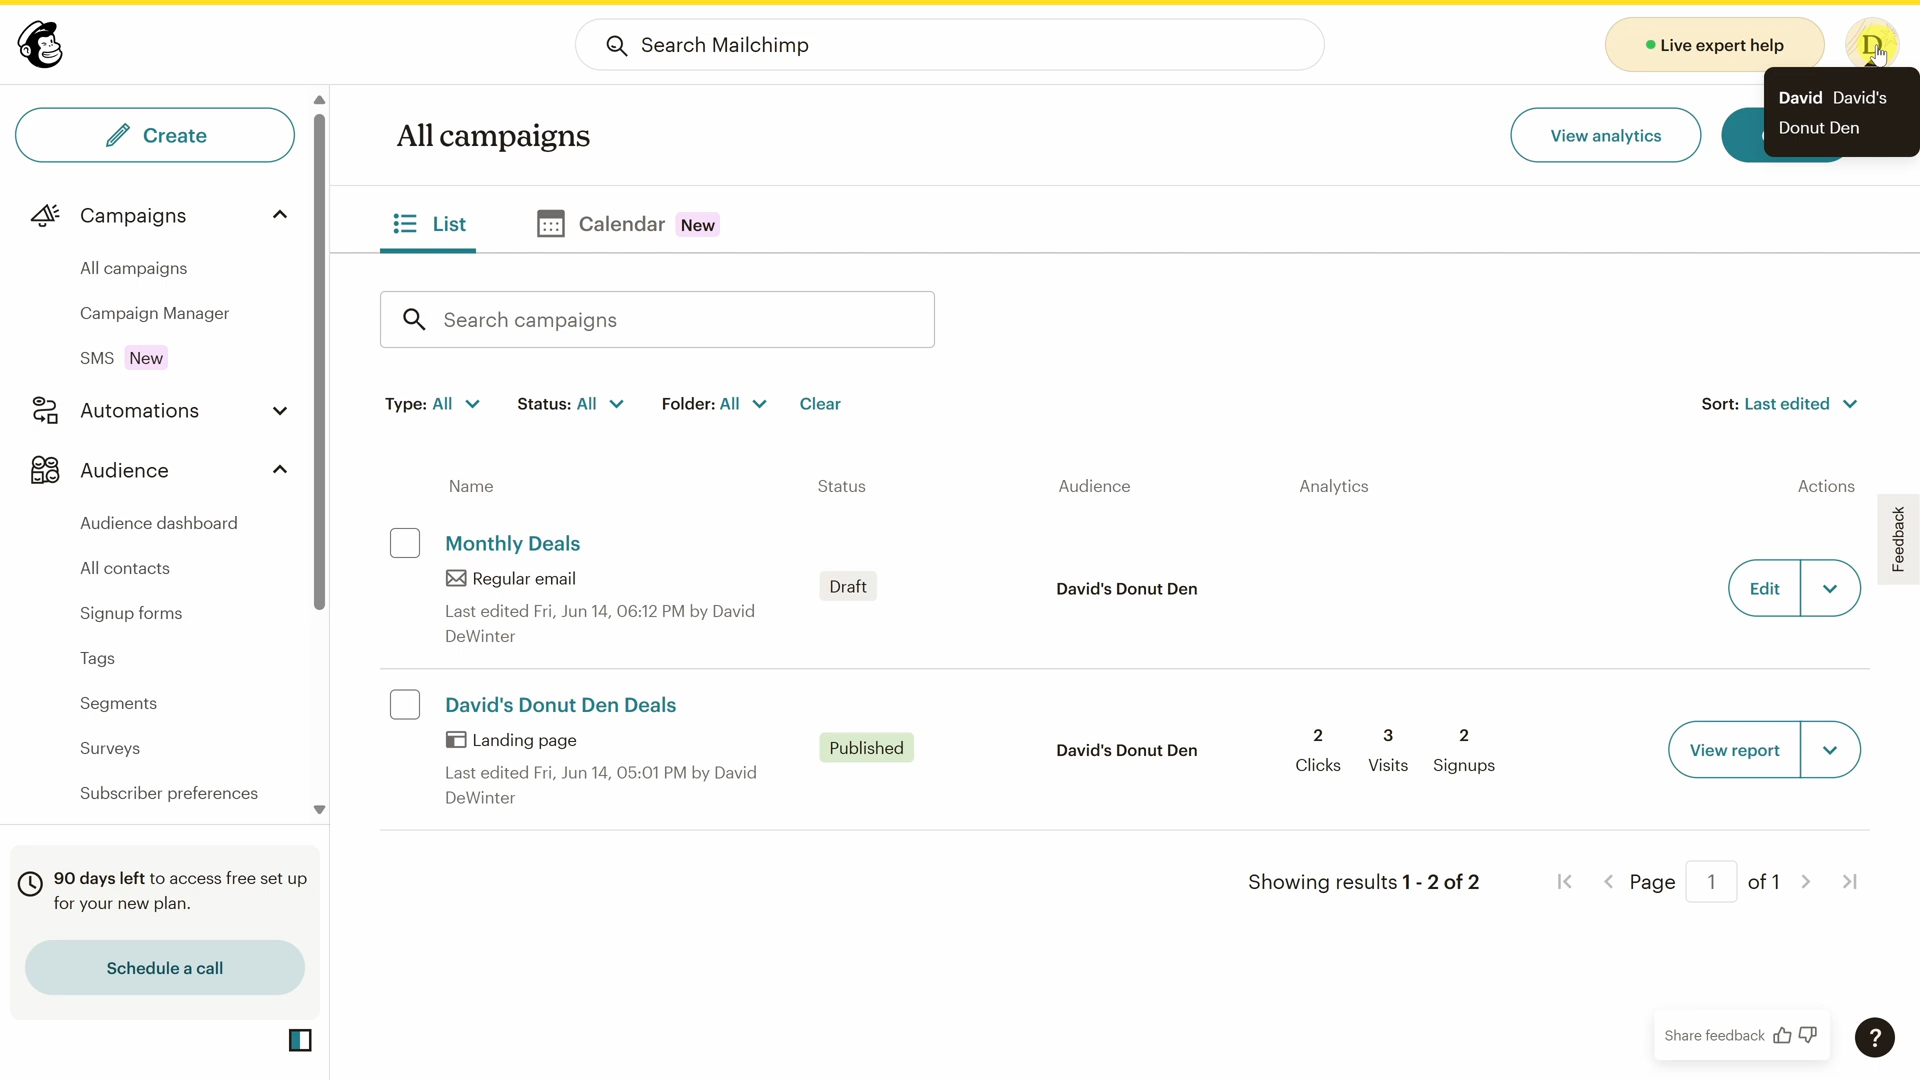 Search Mailchimp
Live expert help
D
David David's
Donut Den
Create
Campaigns
All campaigns
Campaign Manager
SMS New
Automations
Audience
Audience dashboard
All contacts
Signup forms
Tags
Segments
Surveys
Subscriber preferences
90 days left to access free set up
for your new plan.
Schedule a call
All campaigns
View analytics
List
Calendar New
Search campaigns
Type: All
Status: All
Folder: All
Clear
Sort: Last edited
Name Status Audience Analytics Actions
Monthly Deals
Regular email
Last edited Fri, Jun 14, 06:12 PM by David
DeWinter
Draft
David's Donut Den
Edit
David's Donut Den Deals
Landing page
Last edited Fri, Jun 14, 05:01 PM by David
DeWinter
Published
David's Donut Den
2 3 2
Clicks Visits Signups
View report
Showing results 1 - 2 of 2
Page 1 of 1
Feedback
Share feedback
?